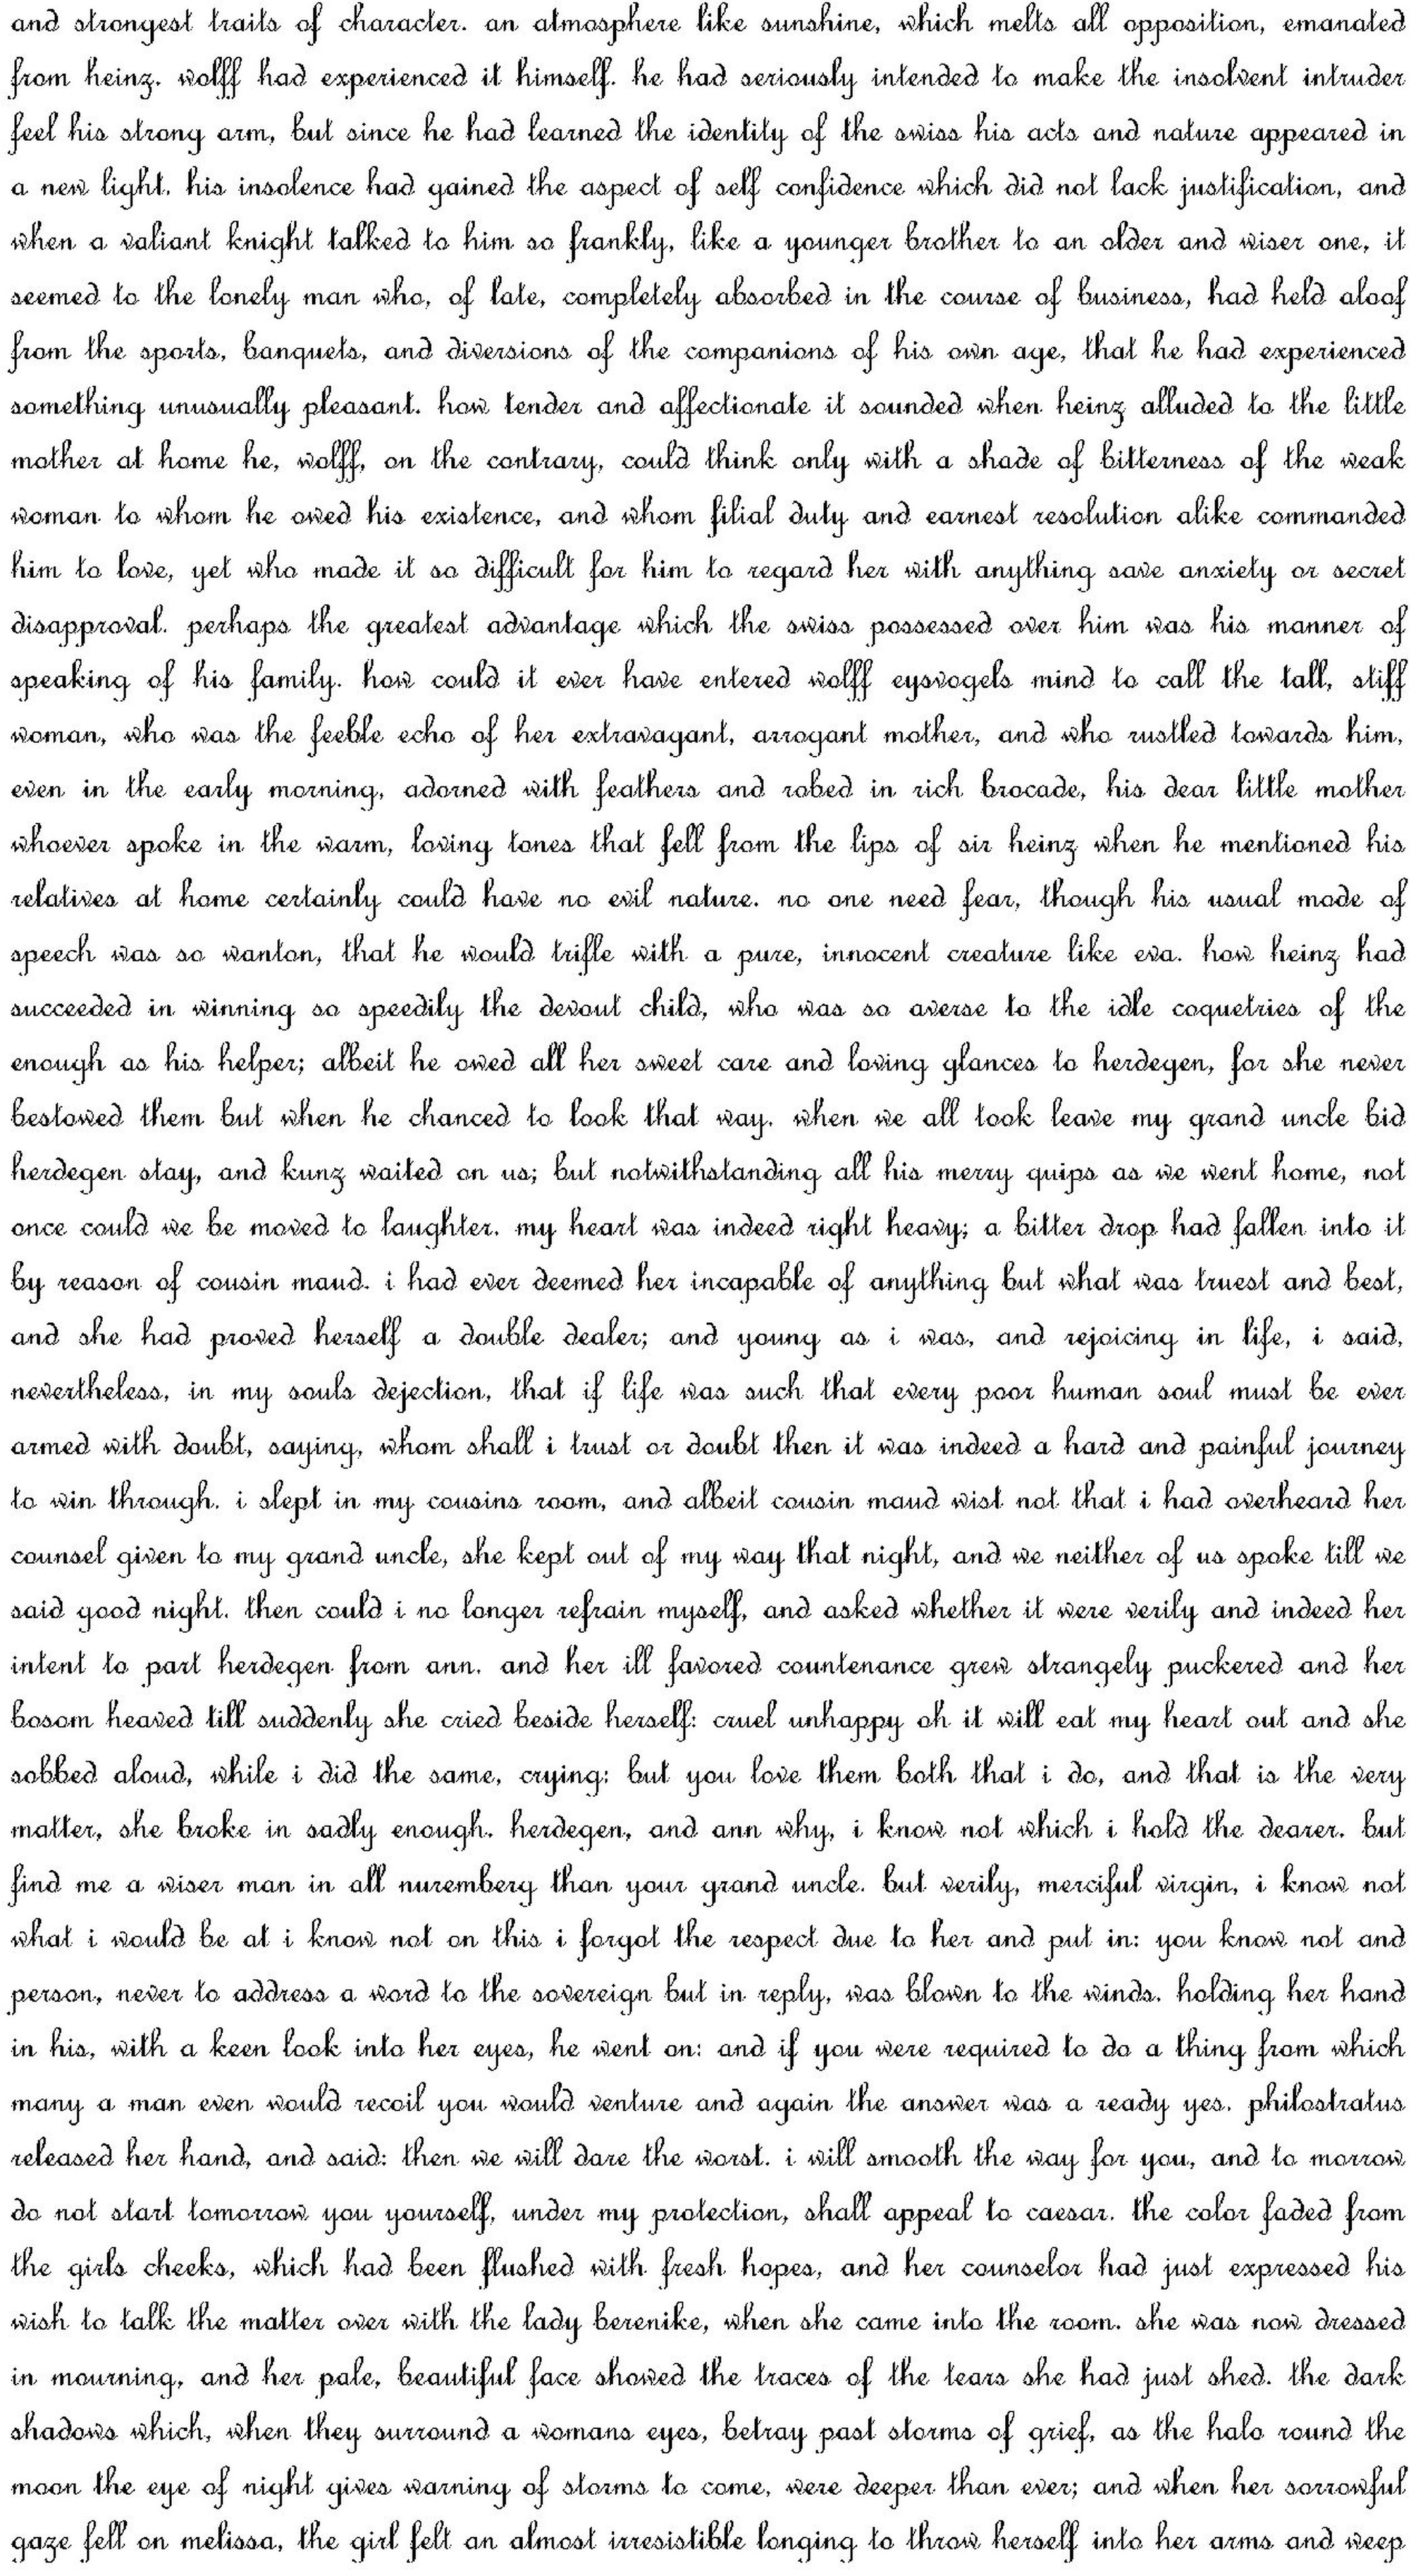 and strongest traits of character. an atmosphere like sunshine, which melts all opposition, emanated
from heinz. wolff had experienced it himself. he had seriously intended to make the insolvent intruder
feel his strong arm, but since he had learned the identity of the swiss his acts and nature appeared in
a new light. his insolence had gained the aspect of self confidence which did not lack justification, and
when a valiant knight talked to him so frankly, like a younger brother to an older and wiser one, it
seemed to the lonely man who, of late, completely absorbed in the course of business, had held aloof
from the sports, banquets, and diversions of the companions of his own age, that he had experienced
something unusually pleasant. how tender and affectionate it sounded when heinz alluded to the little
mother at home he, wolff, on the contrary, could think only with a shade of bitterness of the weak
woman to whom he owed his existence, and whom filial duty and earnest resolution alike commanded
him to love, yet who made it so difficult for him to regard her with anything save anxiety or secret
disapproval. perhaps the greatest advantage which the swiss possessed over him was his manner of
speaking of his family. how could it ever have entered wolff eysvogels mind to call the tall, stiff
woman, who was the feeble echo of her extravagant, arrogant mother, and who rustled towards him,
even in the early morning, adorned with feathers and robed in rich brocade, his dear little mother
whoever spoke in the warm, loving tones that fell from the lips of sir heinz when he mentioned his
relatives at home certainly could have no evil nature. no one need fear, though his usual mode of
speech was so wanton, that he would trifle with a pure, innocent creature like eva. how heinz had
succeeded in winning so speedily the devout child, who was so averse to the idle coquetries of the
enough as his helper; albeit he owed all her sweet care and loving glances to herdegen, for she never
bestowed them but when he chanced to look that way. when we all took leave my grand uncle bid
herdegen stay, and kunz waited on us; but notwithstanding all his merry quips as we went home, not
once could we be moved to laughter. my heart was indeed right heavy; a bitter drop had fallen into it
by reason of cousin maud. i had ever deemed her incapable of anything but what was truest and best,
and she had proved herself a double dealer; and young as i was, and rejoicing in life, i said,
nevertheless, in my souls dejection, that if life was such that every poor human soul must be ever
armed with doubt, saying, whom shall i trust or doubt then it was indeed a hard and painful journey
to win through. i slept in my cousins room, and albeit cousin maud wist not that i had overheard her
counsel given to my grand uncle, she kept out of my way that night, and we neither of us spoke till we
said good night. then could i no longer refrain myself, and asked whether it were verily and indeed her
intent to part herdegen from ann. and her ill favored countenance grew strangely puckered and her
bosom heaved till suddenly she cried beside herself: cruel unhappy oh it will eat my heart out and she
sobbed aloud, while i did the same, crying: but you love them both that i do, and that is the very
matter, she broke in sadly enough. herdegen, and ann why, i know not which i hold the dearer. but
find me a wiser man in all nuremberg than your grand uncle. but verily, merciful virgin, i know not
what i would be at i know not on this i forgot the respect due to her and put in: you know not and
person, never to address a word to the sovereign but in reply, was blown to the winds. holding her hand
in his, with a keen look into her eyes, he went on: and if you were required to do a thing from which
many a man even would recoil you would venture and again the answer was a ready yes. philostratus
released her hand, and said: then we will dare the worst. i will smooth the way for you, and to morrow
do not start tomorrow you yourself, under my protection, shall appeal to caesar. the color faded from
the girls cheeks, which had been flushed with fresh hopes, and her counselor had just expressed his
wish to talk the matter over with the lady berenike, when she came into the room. she was now dressed
in mourning, and her pale, beautiful face showed the traces of the tears she had just shed. the dark
shadows which, when they surround a womans eyes, betray past storms of grief, as the halo round the
moon the eye of night gives warning of storms to come, were deeper than ever; and when her sorrowful
gaze fell on melissa, the girl felt an almost irresistible longing to throw herself into her arms and weep